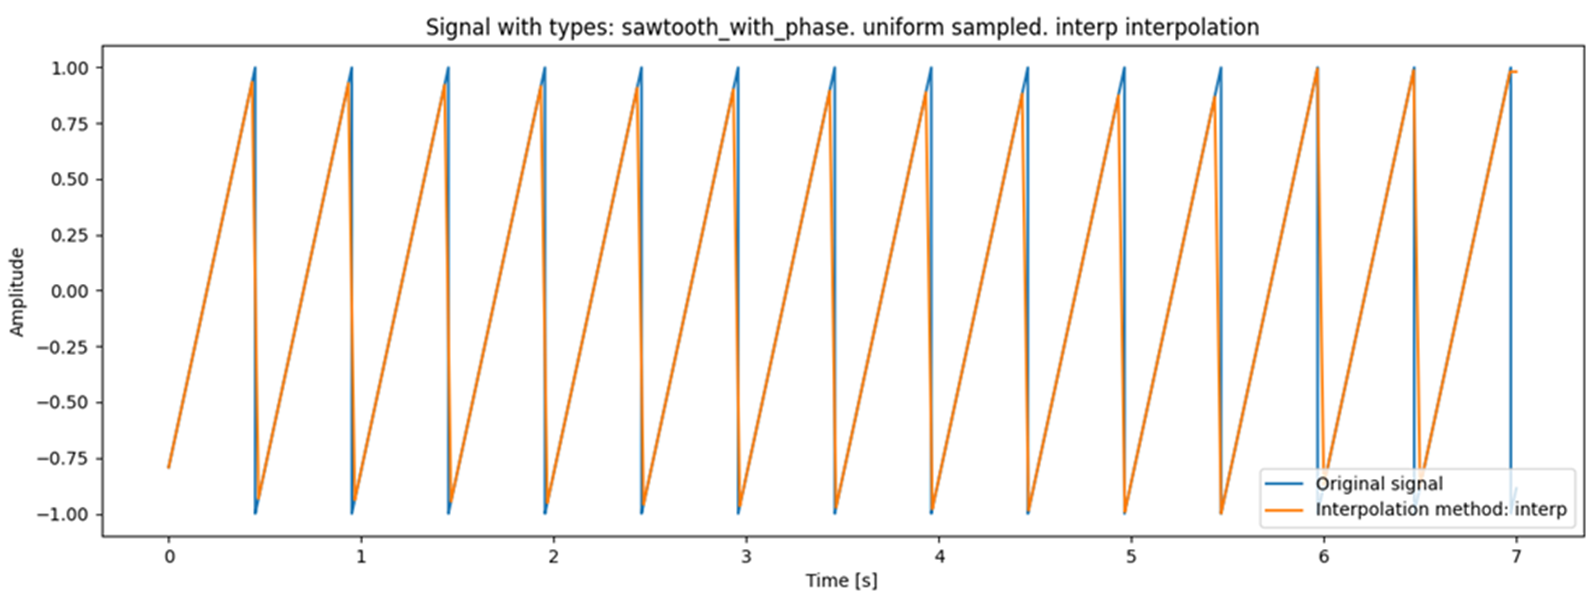 Signal with types: sawtooth_with_phase. uniform sampled. interp interpolation
1.00
0.75
0.50
0.25
0.00
−0.25
−0.50
−0.75
−1.00
Amplitude
Original signal
Interpolation method: interp
0 1 2 3 4 5 6 7
Time [s]